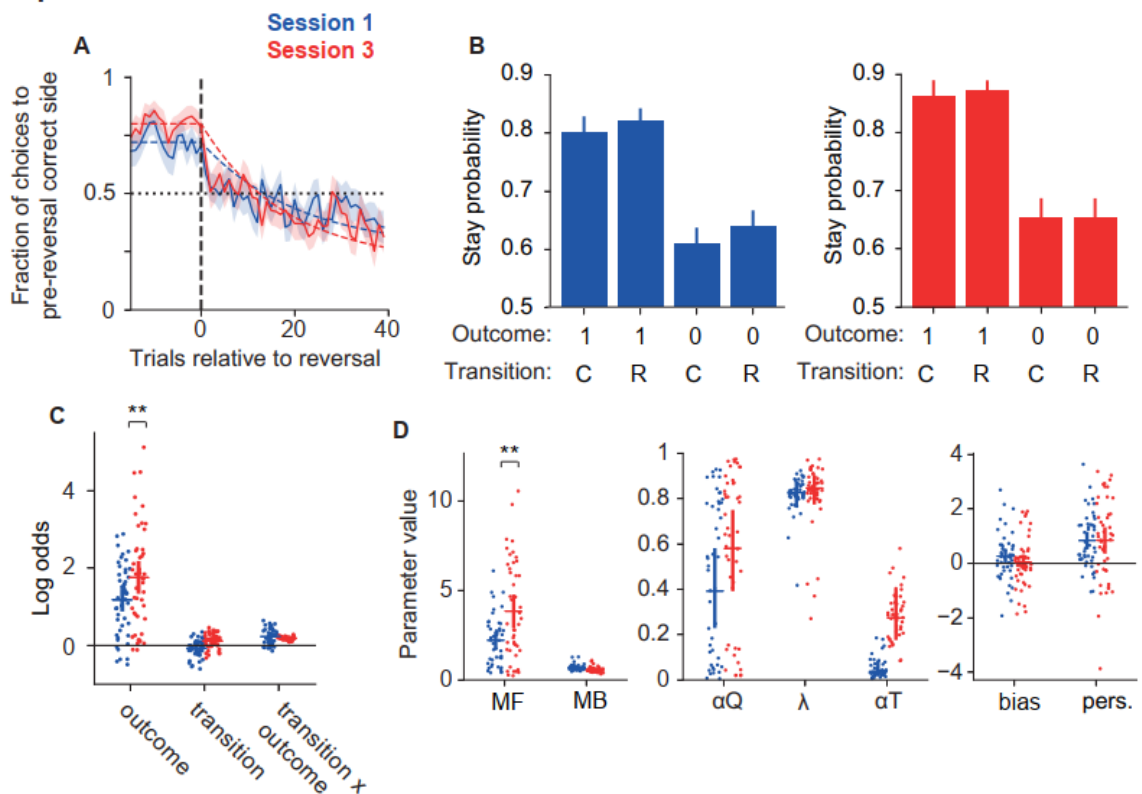 Session 1
Session 3
A
Fraction of choices to
pre-reversal correct side
1
0.5
0
0
20
40
Trials relative to reversal
B
Stay probability
0.9
0.8
0.7
0.6
0.5
Outcome: 1 1 0 0
Transition: C R C R
Stay probability
0.9
0.8
0.7
0.6
0.5
Outcome: 1 1 0 0
Transition: C R C R
C
**
Log odds
4
2
0
outcome
transition
transition x
outcome
D
**
Parameter value
10
5
0
MF MB
1
0.8
0.6
0.4
0.2
0
αQ λ αT
4
2
0
−2
−4
bias pers.